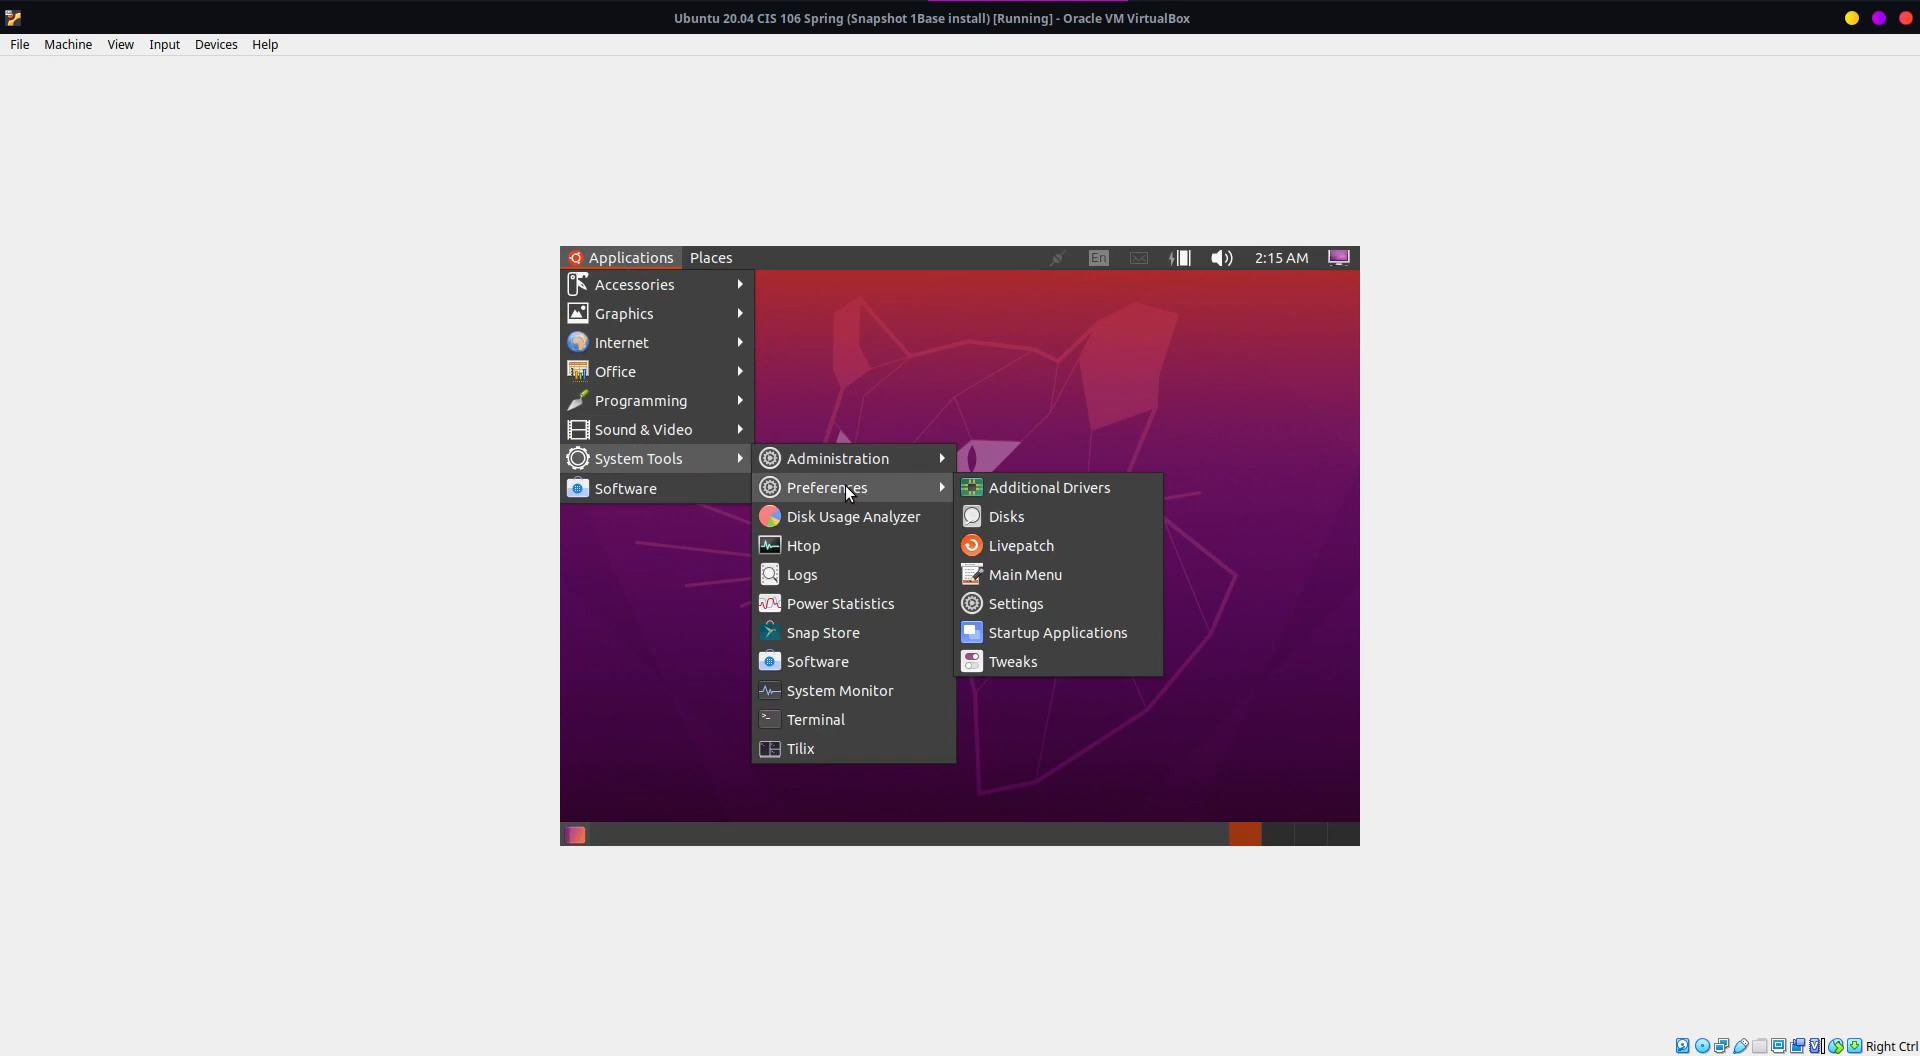 Ubuntu 20.04 CIS 106 Spring (Snapshot 1Base install) [Running] - Oracle VM VirtualBox
File Machine View Input Devices Help
Applications Places En 2:15 AM
Accessories
Graphics
Internet
Office
Programming
Sound & Video
System Tools
Software
Administration
Preferences
Disk Usage Analyzer
Htop
Logs
Power Statistics
Snap Store
Software
System Monitor
Terminal
Tilix
Additional Drivers
Disks
Livepatch
Main Menu
Settings
Startup Applications
Tweaks
Right Ctrl